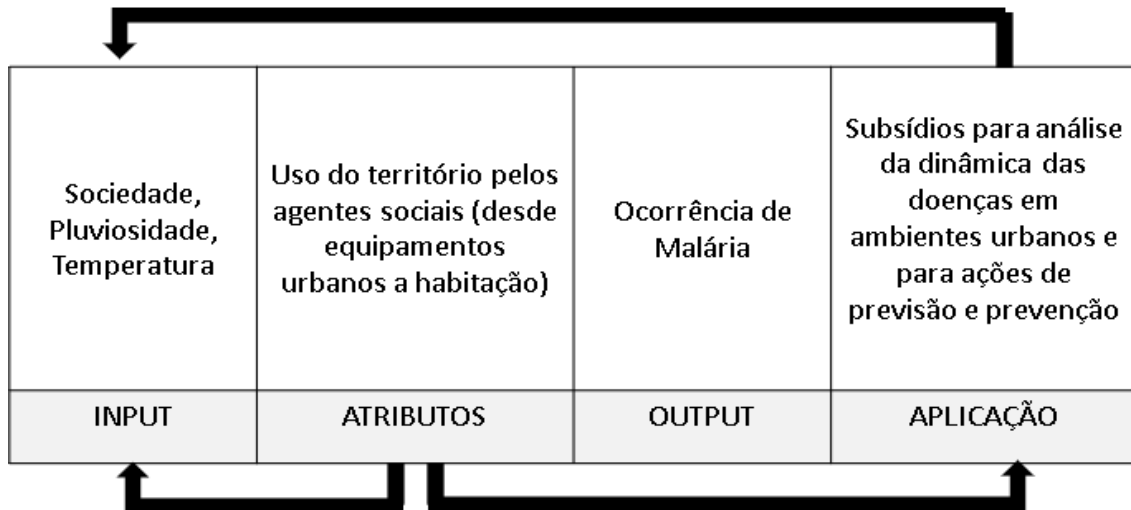 Sociedade,
Pluviosidade,
Temperatura
Uso do território pelos
agentes sociais (desde
equipamentos
urbanos a habitação)
Ocorrência de
Malária
Subsídios para análise
da dinâmica das
doenças em
ambientes urbanos e
para ações de
previsão e prevenção
INPUT
ATRIBUTOS
OUTPUT
APLICAÇÃO